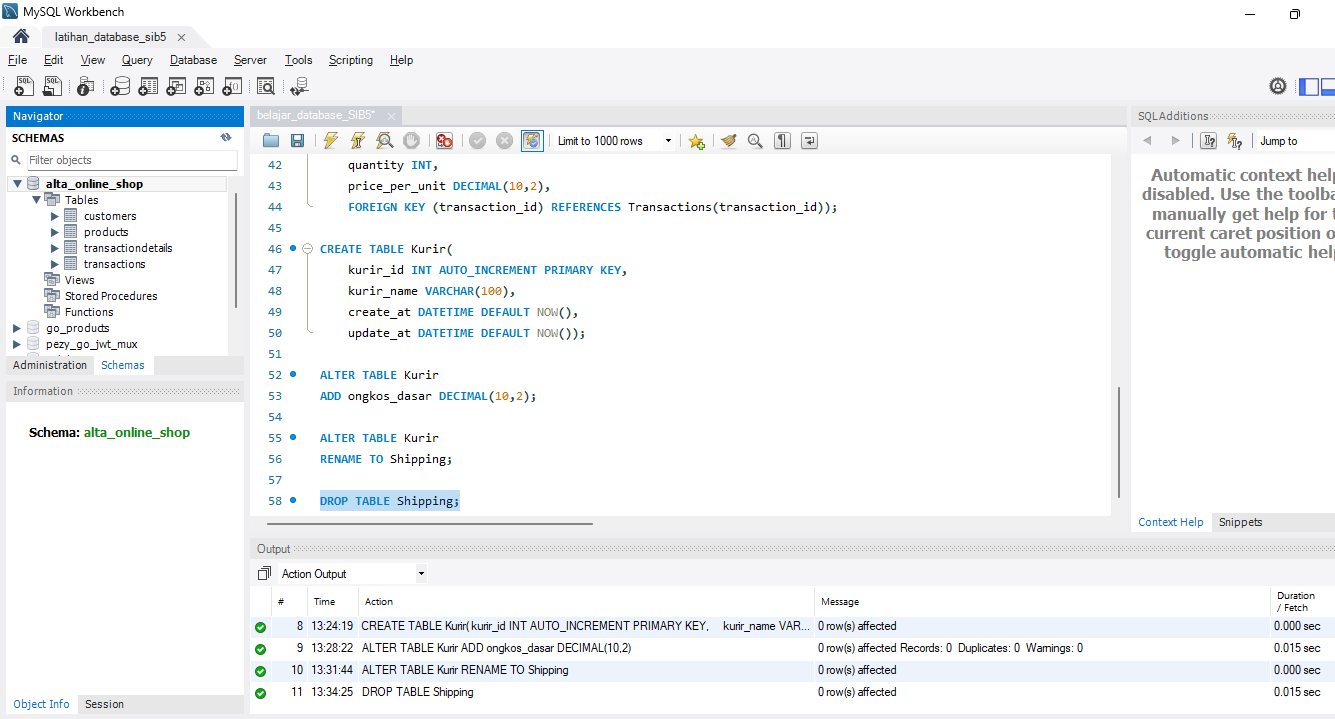 MySQL Workbench
latihan_database_sib5
File Edit View Query Database Server Tools Scripting Help
Navigator
SCHEMAS
Filter objects
alta_online_shop
Tables
customers
products
transactiondetails
transactions
Views
Stored Procedures
Functions
go_products
pezy_go_jwt_mux
Administration Schemas
Information
Schema: alta_online_shop
Object Info Session
belajar_database_SIB5*
Limit to 1000 rows
42 quantity INT,
43 price_per_unit DECIMAL(10,2),
44 FOREIGN KEY (transaction_id) REFERENCES Transactions(transaction_id));
45
46 CREATE TABLE Kurir(
47 kurir_id INT AUTO_INCREMENT PRIMARY KEY,
48 kurir_name VARCHAR(100),
49 create_at DATETIME DEFAULT NOW(),
50 update_at DATETIME DEFAULT NOW());
51
52 ALTER TABLE Kurir
53 ADD ongkos_dasar DECIMAL(10,2);
54
55 ALTER TABLE Kurir
56 RENAME TO Shipping;
57
58 DROP TABLE Shipping;
SQLAdditions
Jump to
Automatic context help
disabled. Use the toolba
manually get help for t
current caret position o
toggle automatic help
Context Help Snippets
Output
Action Output
# Time Action Message Duration / Fetch
8 13:24:19 CREATE TABLE Kurir( kurir_id INT AUTO_INCREMENT PRIMARY KEY, kurir_name VAR... 0 row(s) affected 0.000 sec
9 13:28:22 ALTER TABLE Kurir ADD ongkos_dasar DECIMAL(10,2) 0 row(s) affected Records: 0 Duplicates: 0 Warnings: 0 0.015 sec
10 13:31:44 ALTER TABLE Kurir RENAME TO Shipping 0 row(s) affected 0.000 sec
11 13:34:25 DROP TABLE Shipping 0 row(s) affected 0.015 sec